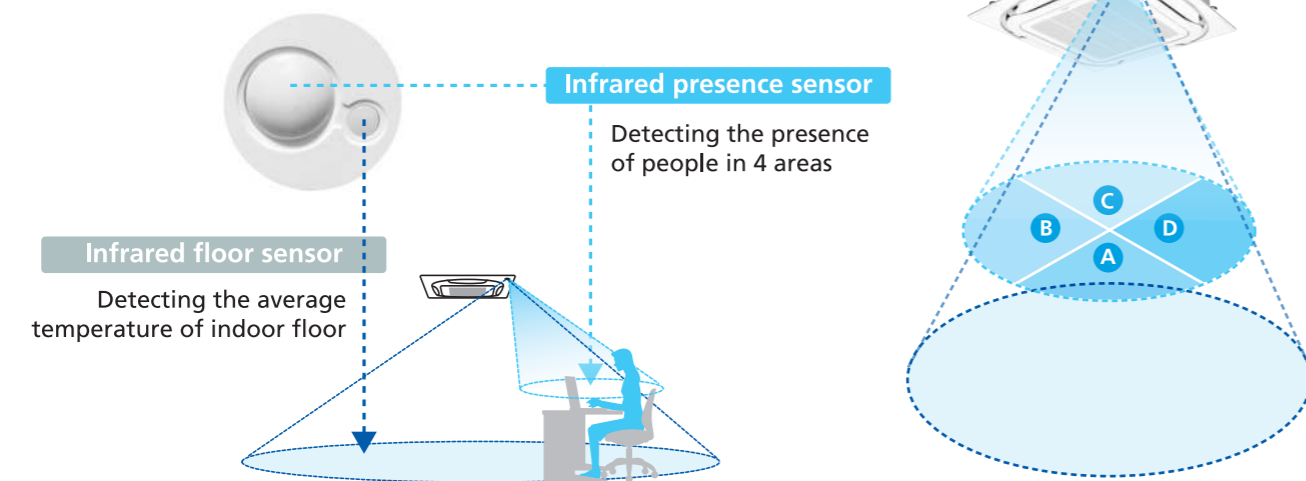 Infrared presence sensor
Detecting the presence
of people in 4 areas
Infrared floor sensor
Detecting the average
temperature of indoor floor
C
B
D
A